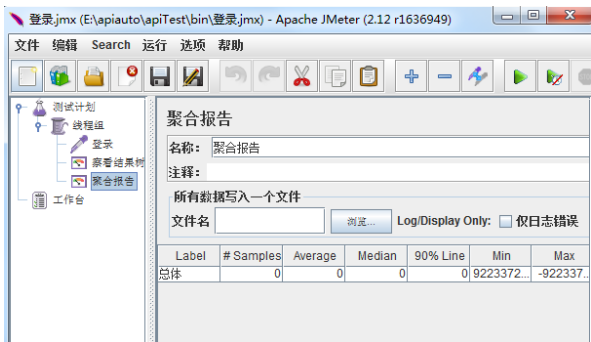 登录.jmx (E:\apiauto\apiTest\bin\登录.jmx) - Apache JMeter (2.12 r1636949)
文件 编辑 Search 运行 选项 帮助
测试计划
线程组
登录
察看结果树
聚合报告
工作台
聚合报告
名称： 聚合报告
注释：
所有数据写入一个文件
文件名 浏览... Log/Display Only: 仅日志错误
Label # Samples Average Median 90% Line Min Max
总体 0 0 0 0 9223372... -922337...